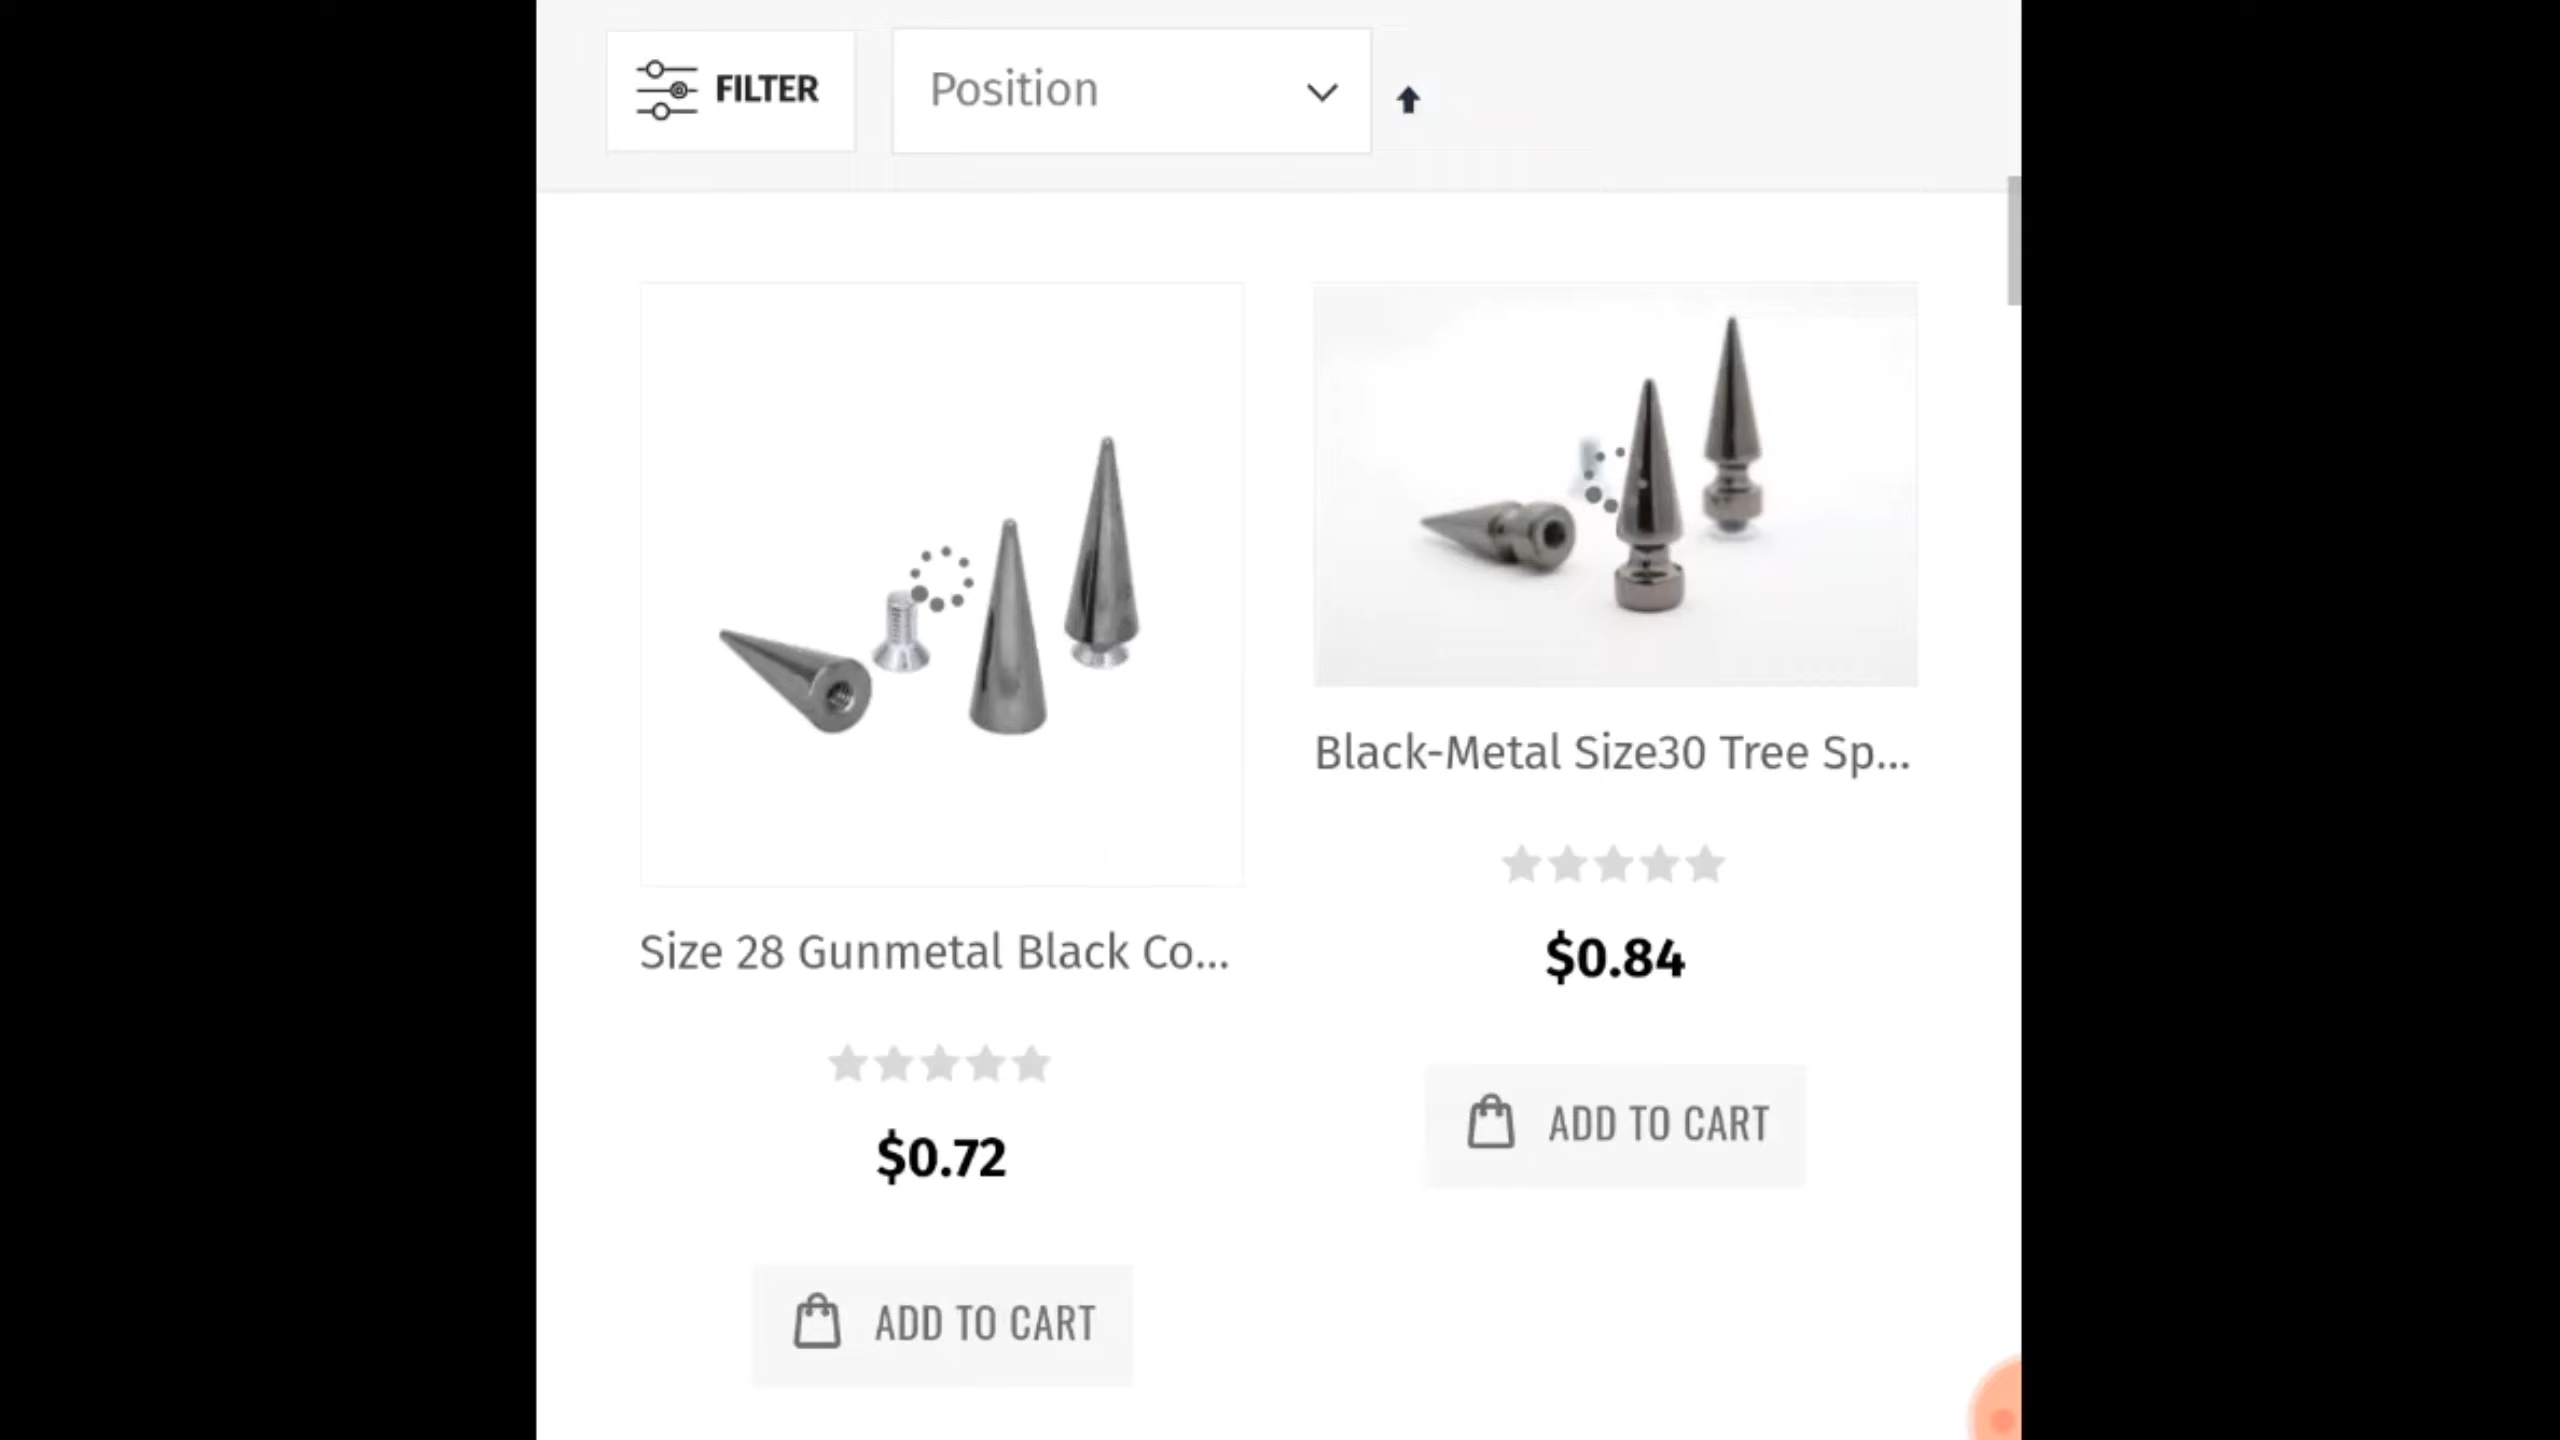 FILTER
Position
Size 28 Gunmetal Black Co...
$0.72
ADD TO CART
Black-Metal Size30 Tree Sp...
$0.84
ADD TO CART